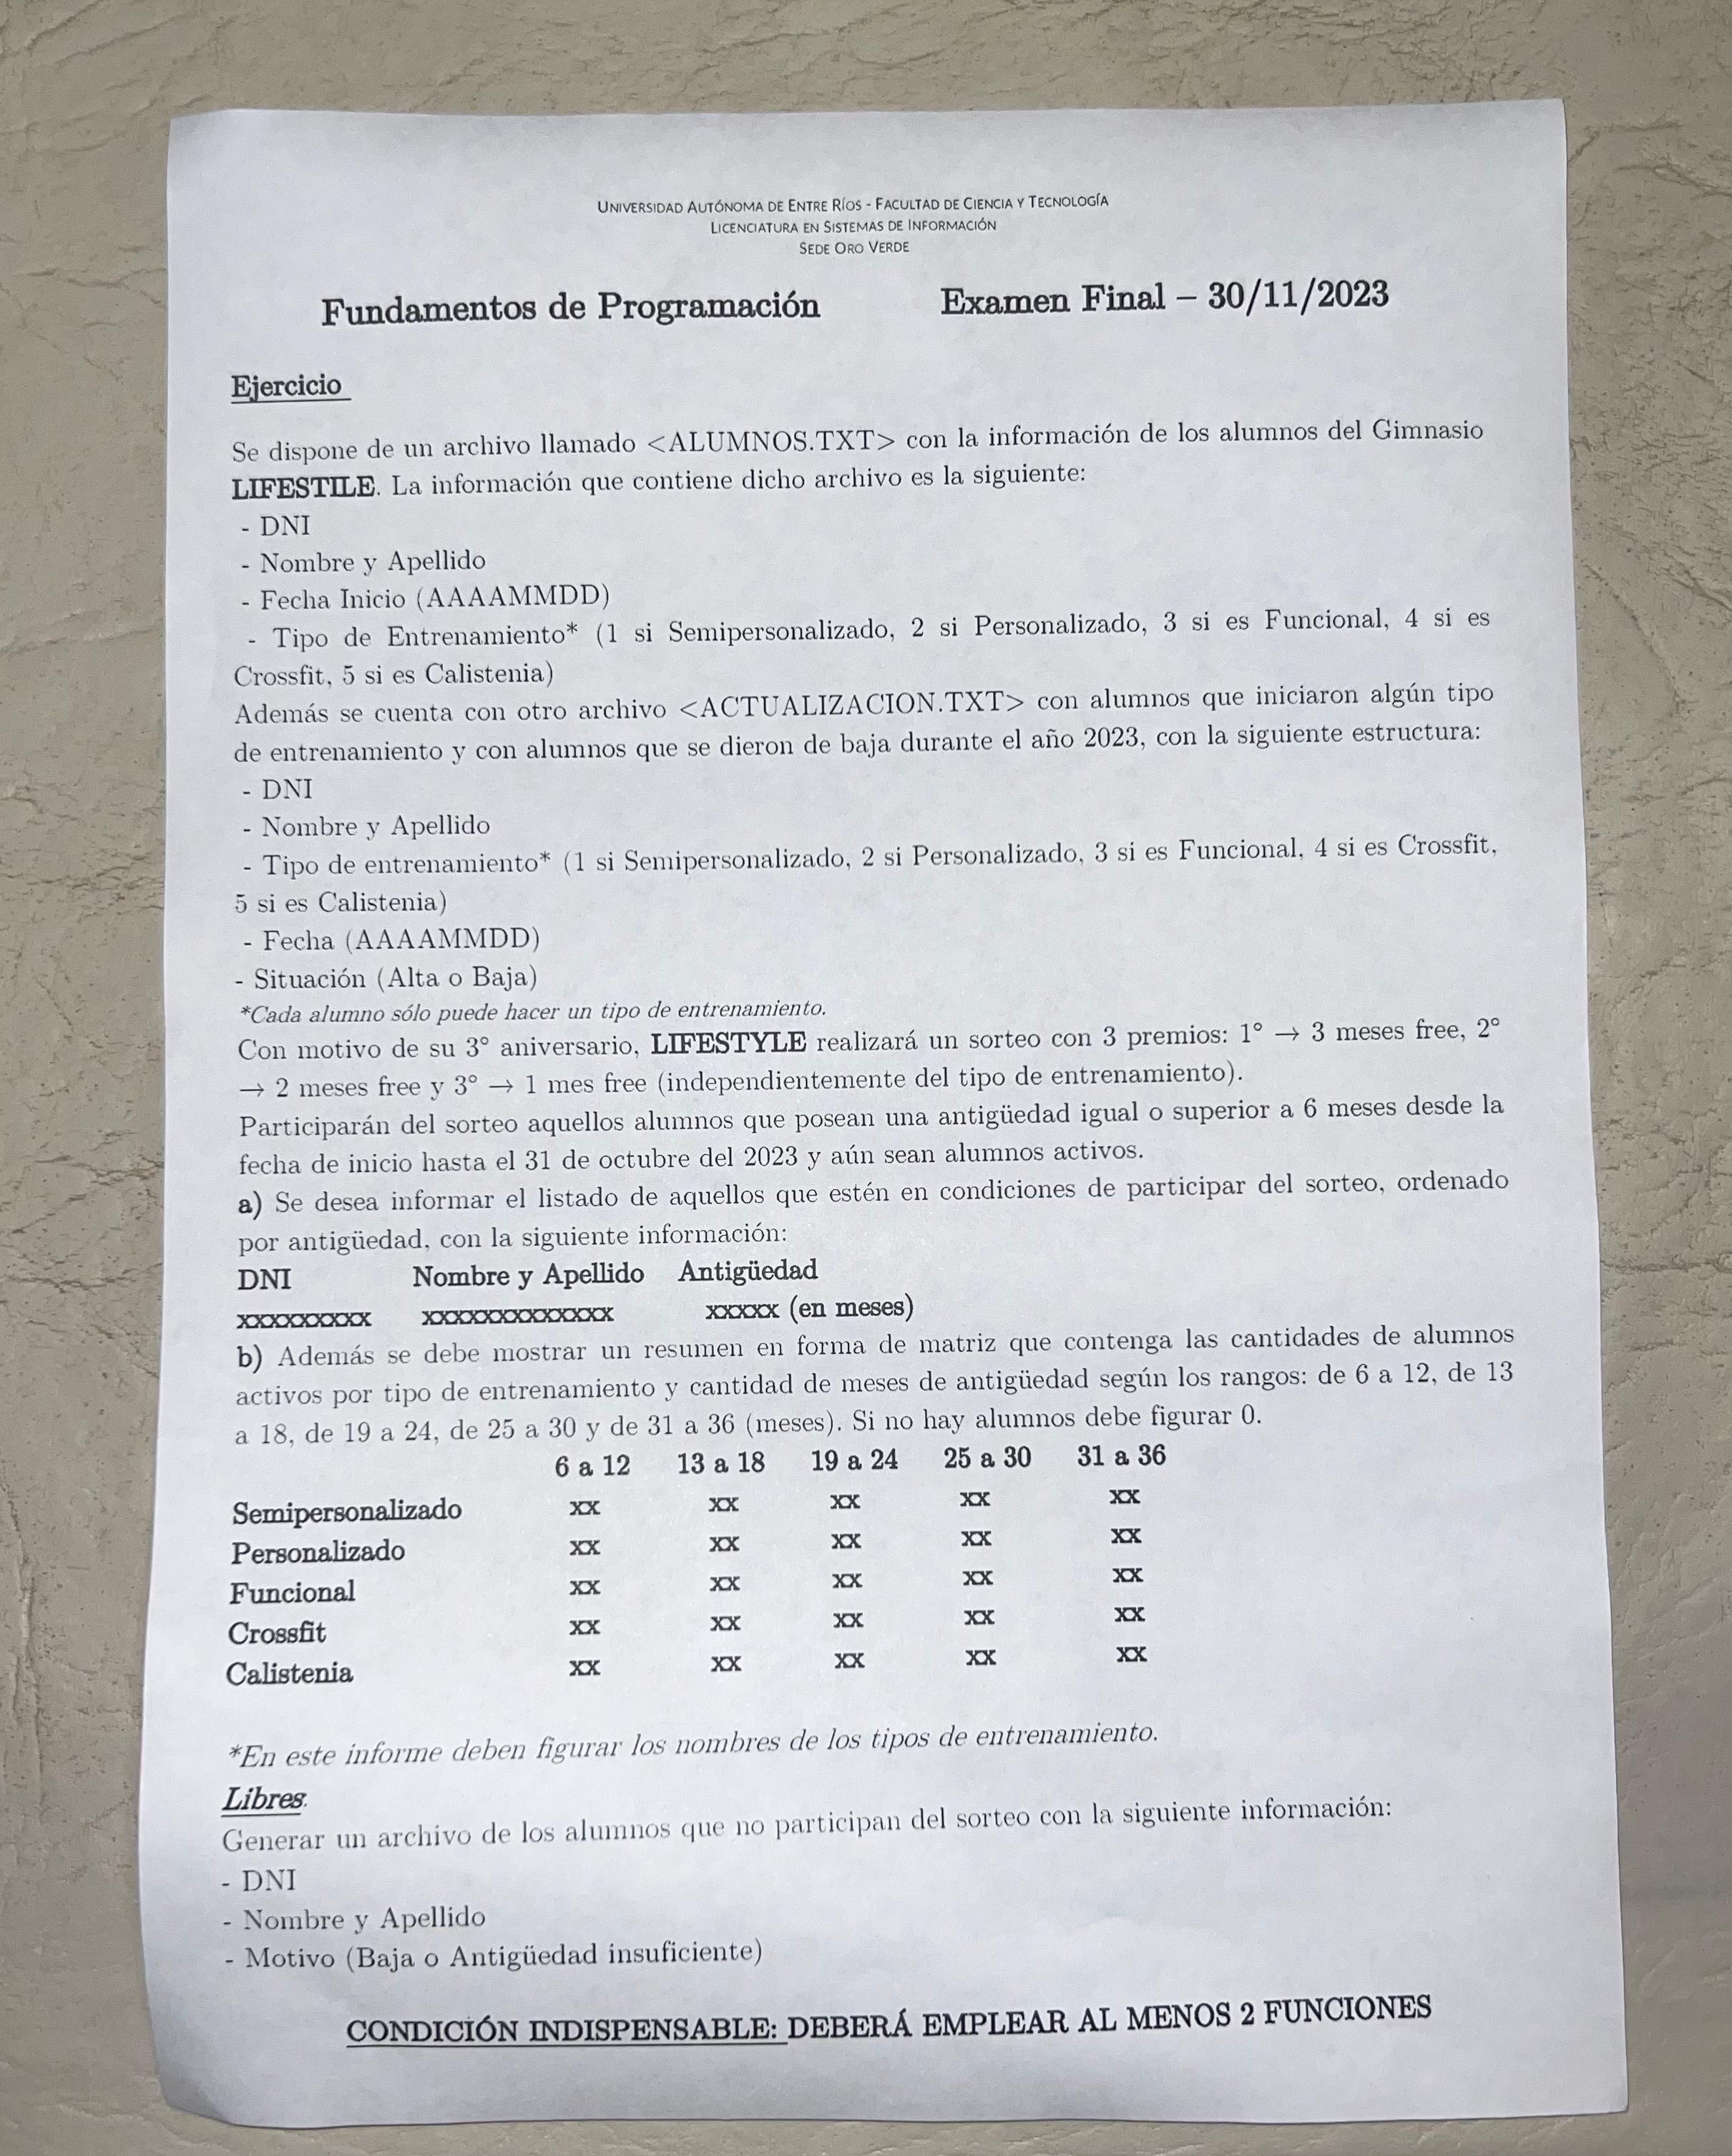 UNIVERSIDAD AUTÓNOMA DE ENTRE RÍOS - FACULTAD DE CIENCIA Y TECNOLOGÍA
LICENCIATURA EN SISTEMAS DE INFORMACIÓN
SEDE ORO VERDE
Fundamentos de Programación Examen Final – 30/11/2023
Ejercicio
Se dispone de un archivo llamado <ALUMNOS.TXT> con la información de los alumnos del Gimnasio
LIFESTILE. La información que contiene dicho archivo es la siguiente:
- DNI
- Nombre y Apellido
- Fecha Inicio (AAAAMMDD)
- Tipo de Entrenamiento* (1 si Semipersonalizado, 2 si Personalizado, 3 si es Funcional, 4 si es
Crossfit, 5 si es Calistenia)
Además se cuenta con otro archivo <ACTUALIZACION.TXT> con alumnos que iniciaron algún tipo
de entrenamiento y con alumnos que se dieron de baja durante el año 2023, con la siguiente estructura:
- DNI
- Nombre y Apellido
- Tipo de entrenamiento* (1 si Semipersonalizado, 2 si Personalizado, 3 si es Funcional, 4 si es Crossfit,
5 si es Calistenia)
- Fecha (AAAAMMDD)
- Situación (Alta o Baja)
*Cada alumno sólo puede hacer un tipo de entrenamiento.
Con motivo de su 3° aniversario, LIFESTYLE realizará un sorteo con 3 premios: 1° → 3 meses free, 2°
→ 2 meses free y 3° → 1 mes free (independientemente del tipo de entrenamiento).
Participarán del sorteo aquellos alumnos que posean una antigüedad igual o superior a 6 meses desde la
fecha de inicio hasta el 31 de octubre del 2023 y aún sean alumnos activos.
a) Se desea informar el listado de aquellos que estén en condiciones de participar del sorteo, ordenado
por antigüedad, con la siguiente información:
DNI Nombre y Apellido Antigüedad
xxxxxxxxx xxxxxxxxxxxxx xxxxx (en meses)
b) Además se debe mostrar un resumen en forma de matriz que contenga las cantidades de alumnos
activos por tipo de entrenamiento y cantidad de meses de antigüedad según los rangos: de 6 a 12, de 13
a 18, de 19 a 24, de 25 a 30 y de 31 a 36 (meses). Si no hay alumnos debe figurar 0.
6 a 12 13 a 18 19 a 24 25 a 30 31 a 36
Semipersonalizado xx xx xx xx xx
Personalizado xx xx xx xx xx
Funcional xx xx xx xx xx
Crossfit xx xx xx xx xx
Calistenia xx xx xx xx xx
*En este informe deben figurar los nombres de los tipos de entrenamiento.
Libres:
Generar un archivo de los alumnos que no participan del sorteo con la siguiente información:
- DNI
- Nombre y Apellido
- Motivo (Baja o Antigüedad insuficiente)
CONDICIÓN INDISPENSABLE: DEBERÁ EMPLEAR AL MENOS 2 FUNCIONES